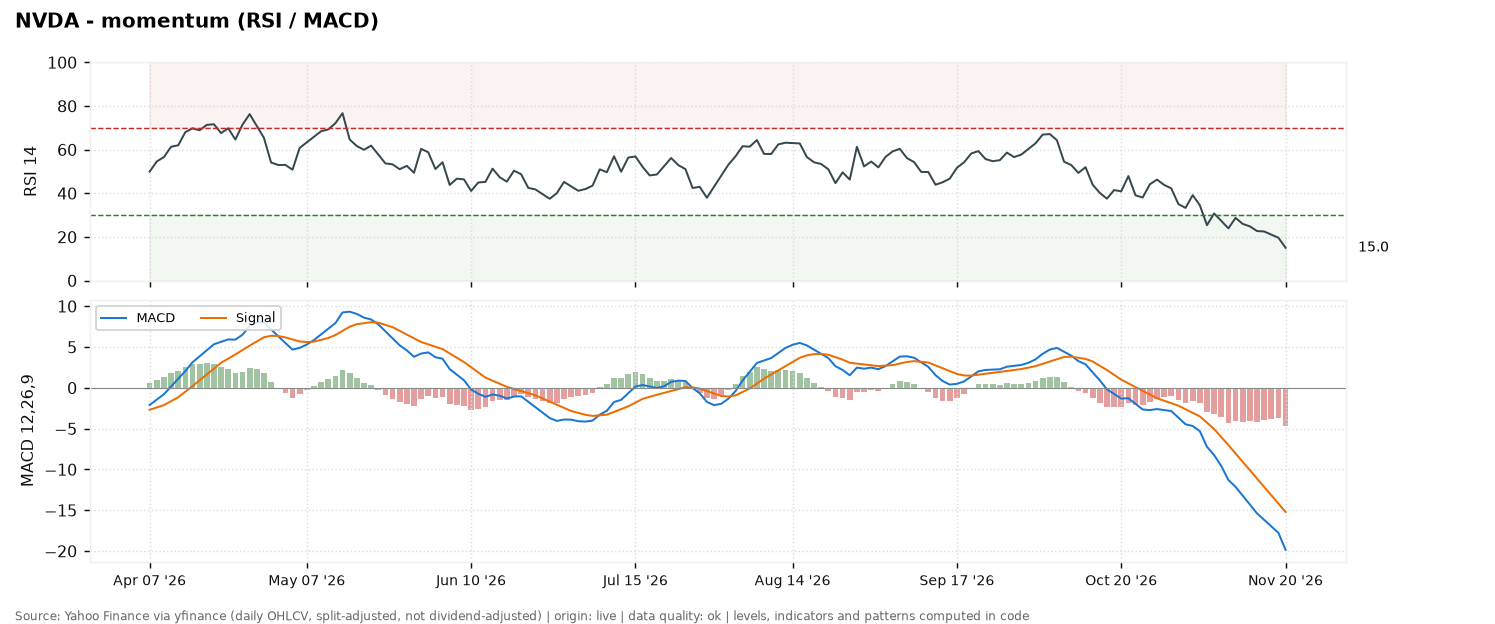 NVDA - momentum (RSI / MACD)
100
80
60
40
20
0
RSI 14
15.0
MACD
Signal
10
5
0
−5
−10
−15
−20
MACD 12,26,9
Apr 07 '26
May 07 '26
Jun 10 '26
Jul 15 '26
Aug 14 '26
Sep 17 '26
Oct 20 '26
Nov 20 '26
Source: Yahoo Finance via yfinance (daily OHLCV, split-adjusted, not dividend-adjusted) | origin: live | data quality: ok | levels, indicators and patterns computed in code